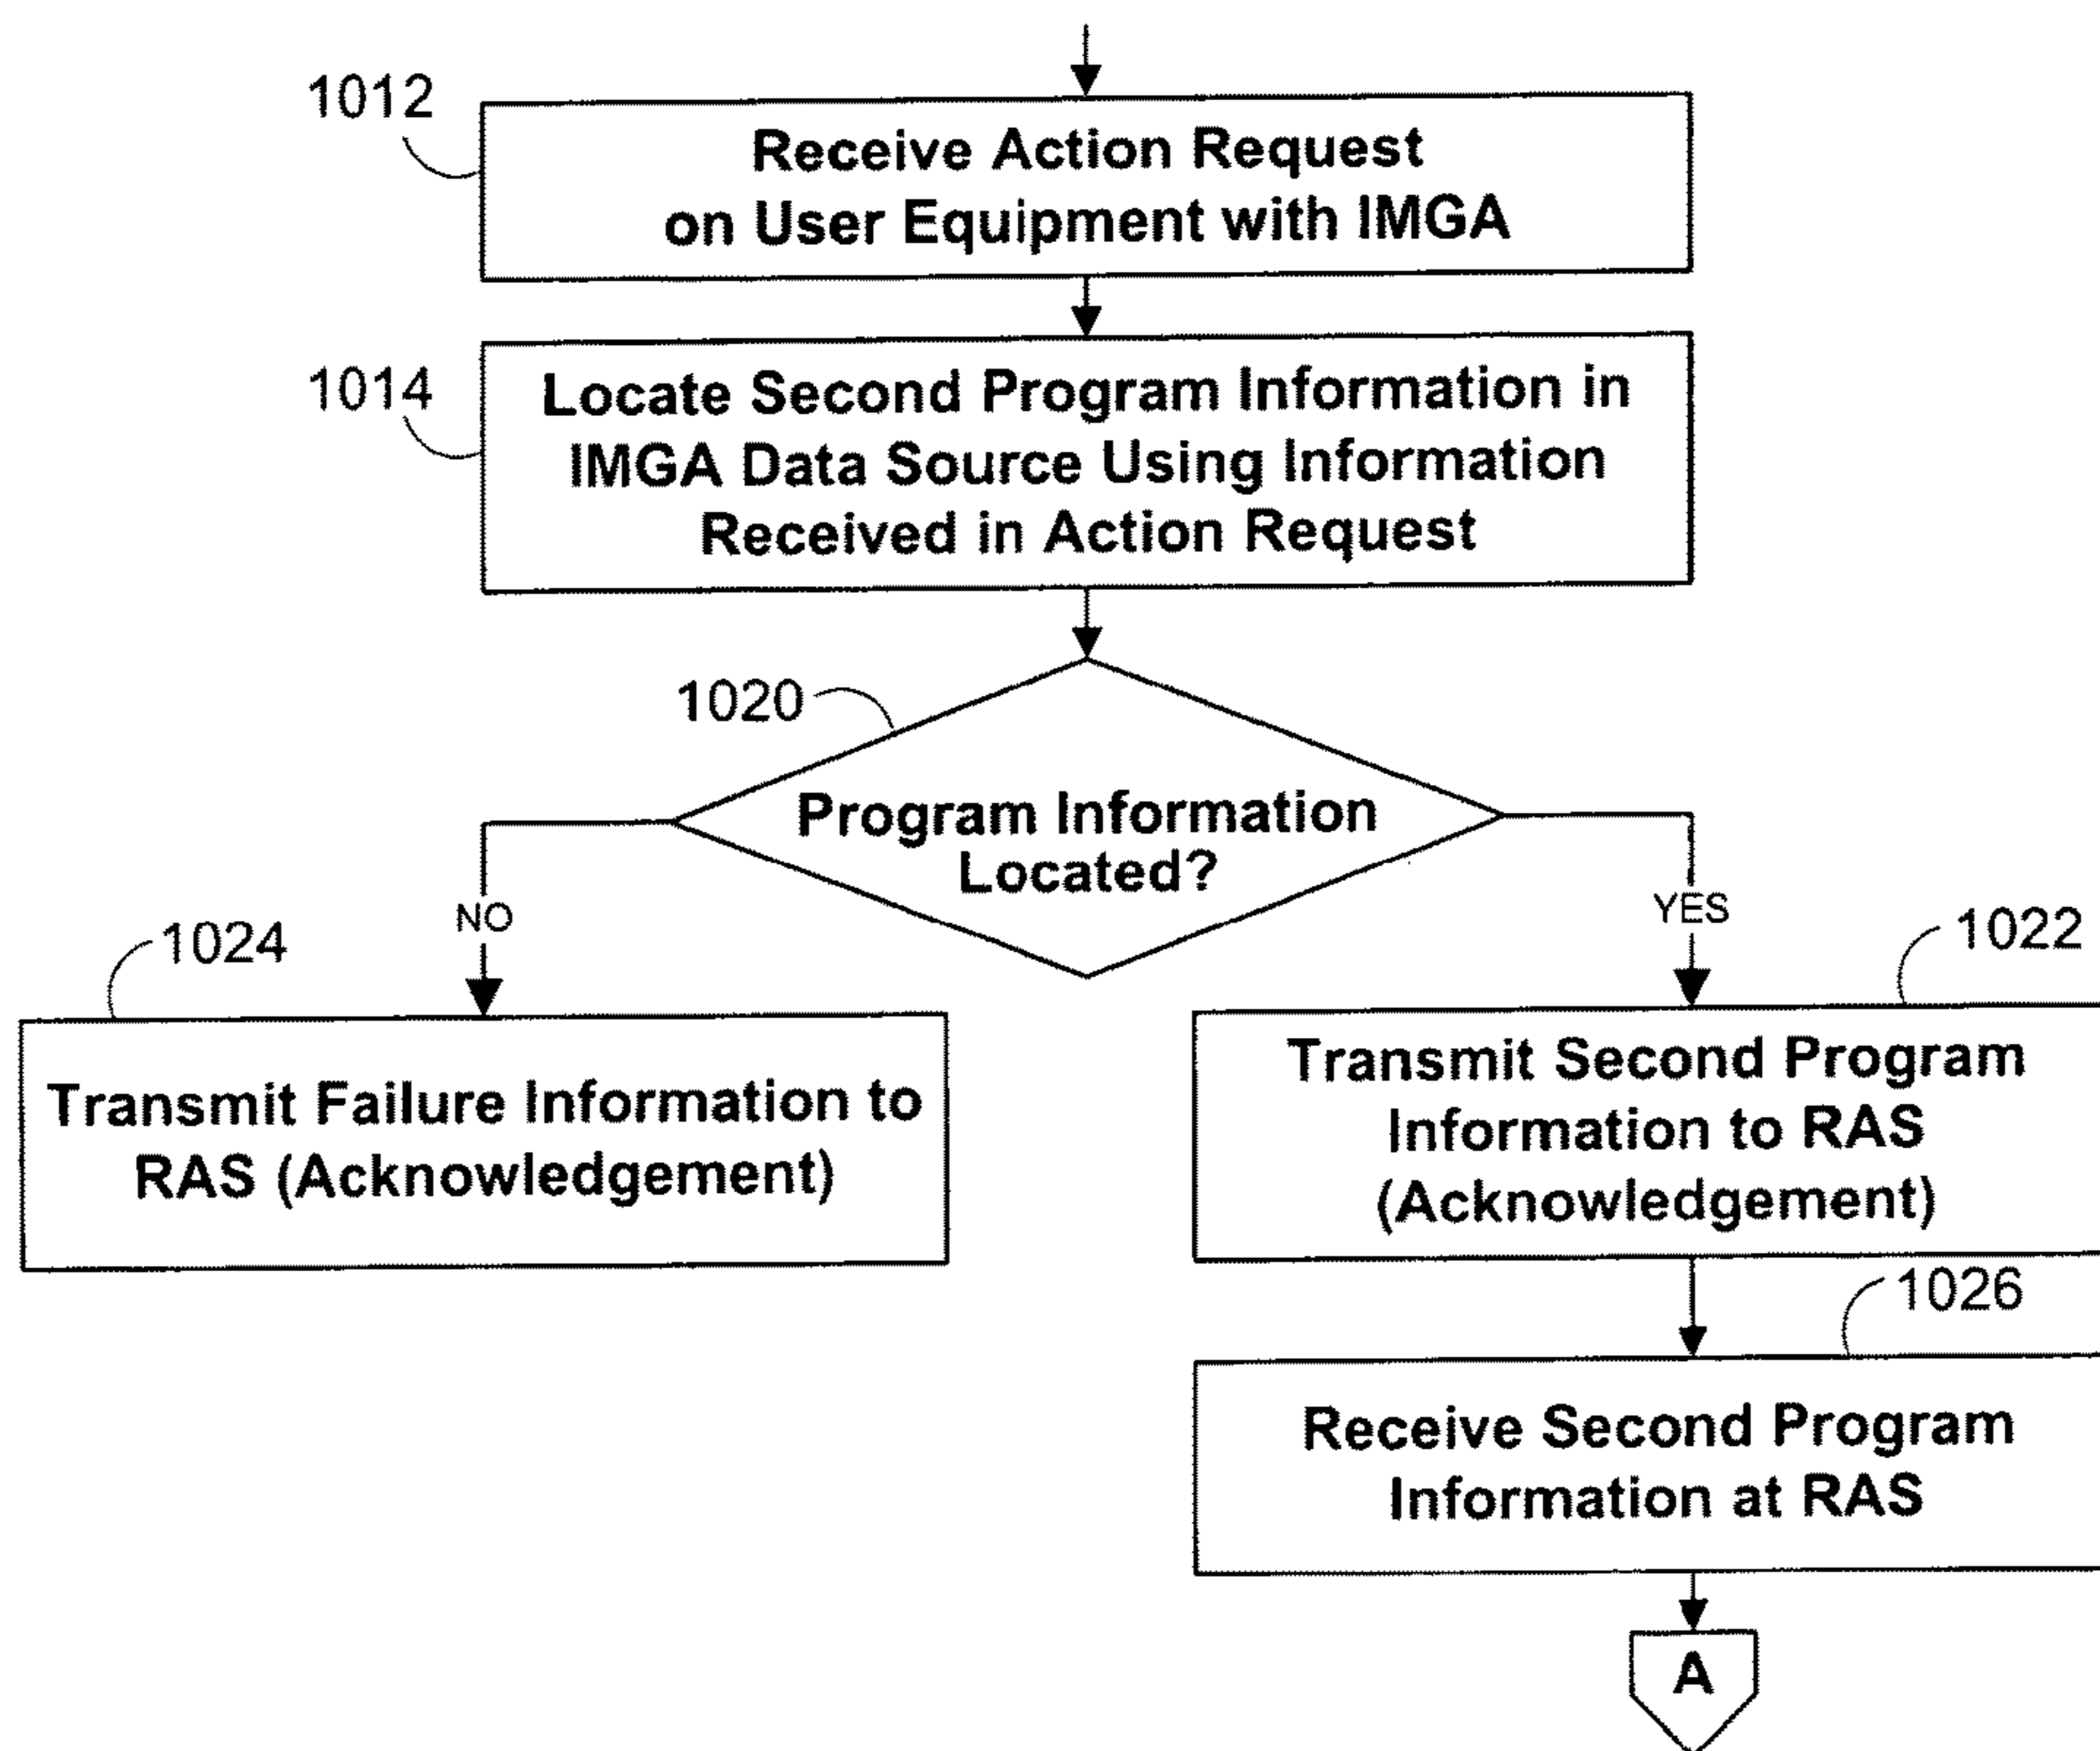 1012
Receive Action Request
on User Equipment with IMGA
1014
Locate Second Program Information in
IMGA Data Source Using Information
Received in Action Request
1020
Program Information
Located?
NO
YES
1024
1022
Transmit Failure Information to
RAS (Acknowledgement)
Transmit Second Program
Information to RAS
(Acknowledgement)
1026
Receive Second Program
Information at RAS
A